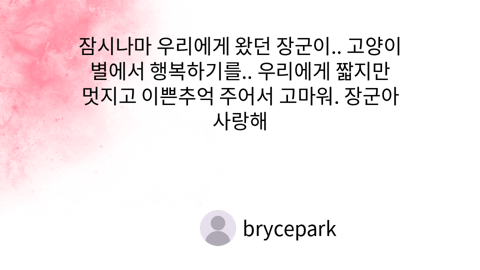 잠시나마 우리에게 왔던 장군이.. 고양이
별에서 행복하기를.. 우리에게 짧지만
멋지고 이쁜추억 주어서 고마워. 장군아
사랑해
brycepark